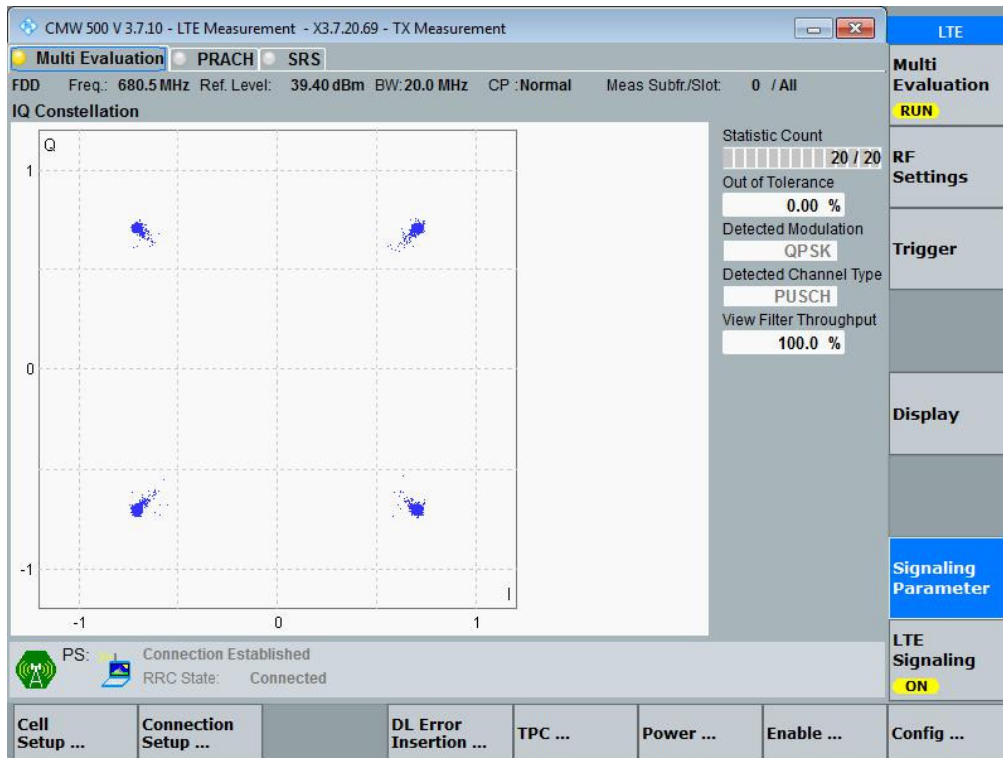 CMW 500 V 3.7.10 - LTE Measurement - X3.7.20.69 - TX Measurement
LTE
Multi Evaluation PRACH SRS
FDD Freq.: 680.5 MHz Ref. Level: 39.40 dBm BW: 20.0 MHz CP :Normal Meas Subfr./Slot: 0 / All
IQ Constellation
Q
1
0
-1
-1 0 1
I
Statistic Count
20 / 20
Out of Tolerance
0.00 %
Detected Modulation
QPSK
Detected Channel Type
PUSCH
View Filter Throughput
100.0 %
Multi
Evaluation
RUN
RF
Settings
Trigger
Display
Signaling
Parameter
LTE
Signaling
ON
PS: Connection Established
RRC State: Connected
Cell
Setup ...
Connection
Setup ...
DL Error
Insertion ...
TPC ...
Power ...
Enable ...
Config ...